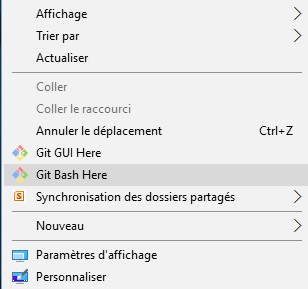 Affichage
Trier par
Actualiser
Coller
Coller le raccourci
Annuler le déplacement Ctrl+Z
Git GUI Here
Git Bash Here
Synchronisation des dossiers partagés
Nouveau
Paramètres d'affichage
Personnaliser